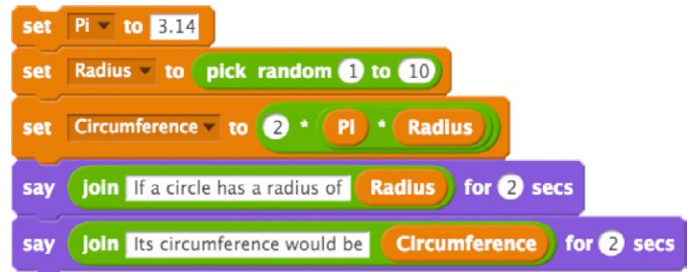 set Pi to 3.14
set Radius to pick random 1 to 10
set Circumference to 2 * Pi * Radius
say join If a circle has a radius of Radius for 2 secs
say join Its circumference would be Circumference for 2 secs